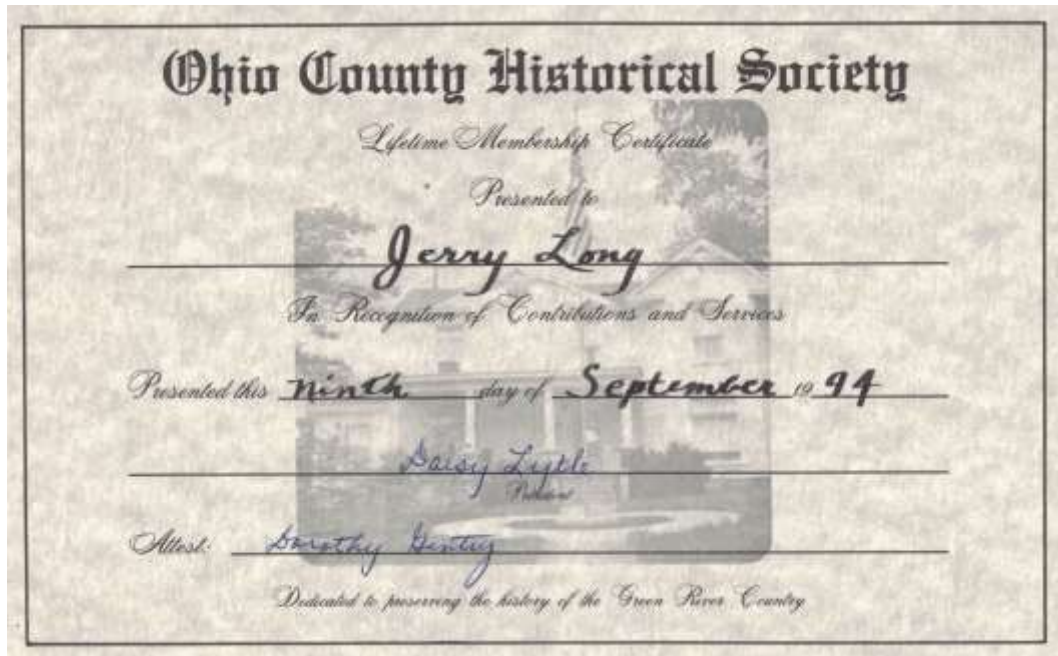 Ohio County Historical Society
Lifetime Membership Certificate
Presented to
Jerry Long
In Recognition of Contributions and Services
Presented this Ninth day of September 19 94
Daisy Lytle
President
Attest: Dorothy Gentry
Dedicated to preserving the history of the Green River Country